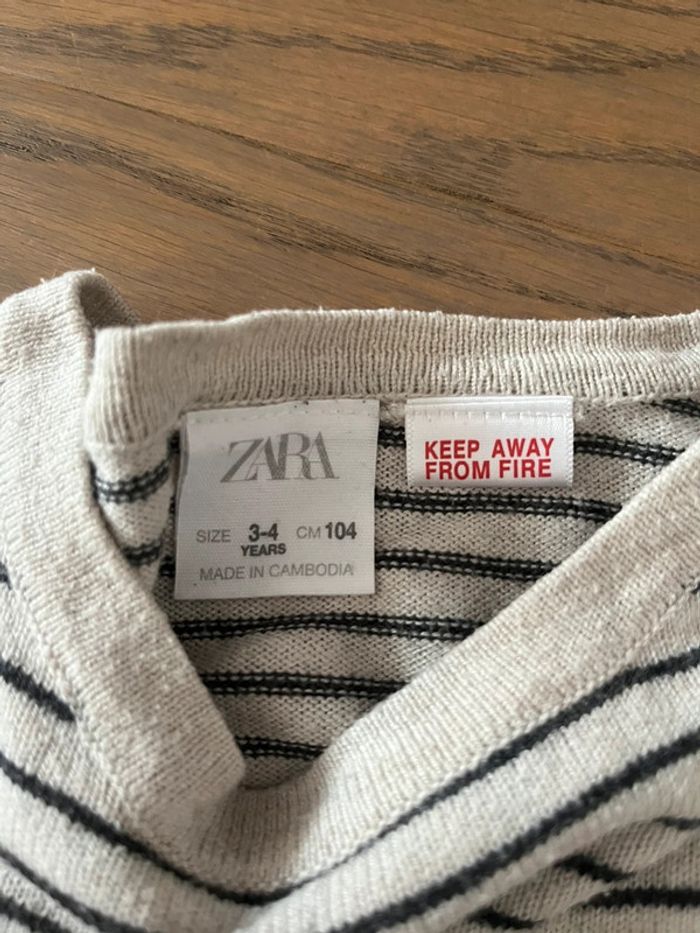 ZARA
SIZE 3-4 YEARS CM 104
MADE IN CAMBODIA
KEEP AWAY
FROM FIRE